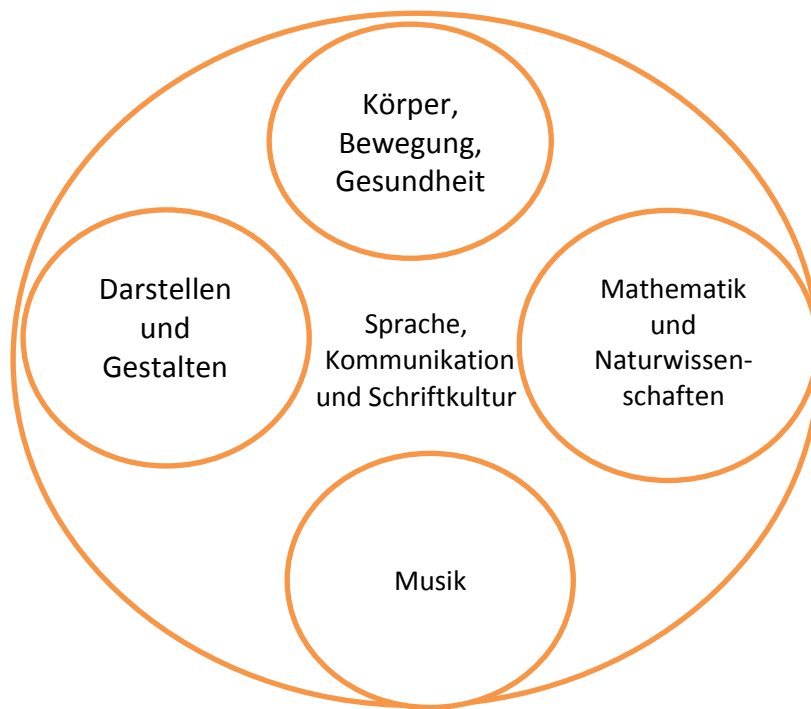 Körper,
Bewegung,
Gesundheit
Darstellen
und
Gestalten
Sprache,
Kommunikation
und Schriftkultur
Mathematik
und
Naturwissen-
schaften
Musik